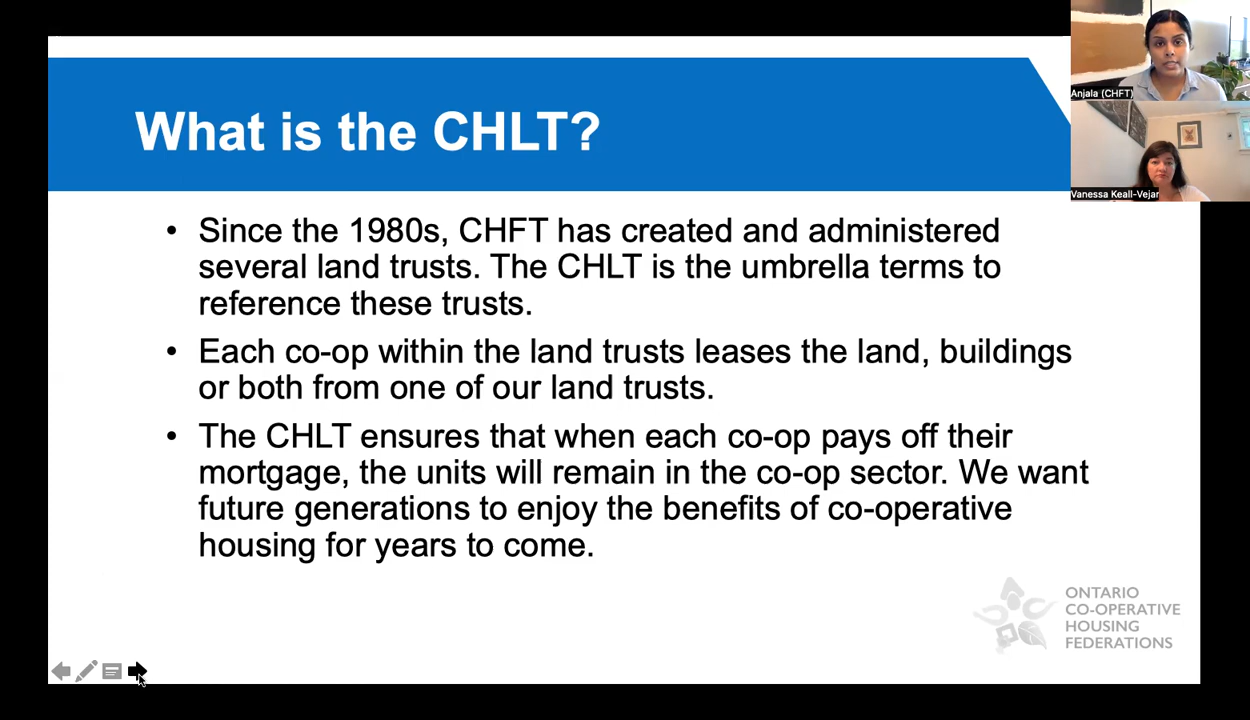 What is the CHLT?
• Since the 1980s, CHFT has created and administered
several land trusts. The CHLT is the umbrella terms to
reference these trusts.
• Each co-op within the land trusts leases the land, buildings
or both from one of our land trusts.
• The CHLT ensures that when each co-op pays off their
mortgage, the units will remain in the co-op sector. We want
future generations to enjoy the benefits of co-operative
housing for years to come.
ONTARIO
CO-OPERATIVE
HOUSING
FEDERATIONS
Anjala (CHFT)
Vanessa Keall-Vejar